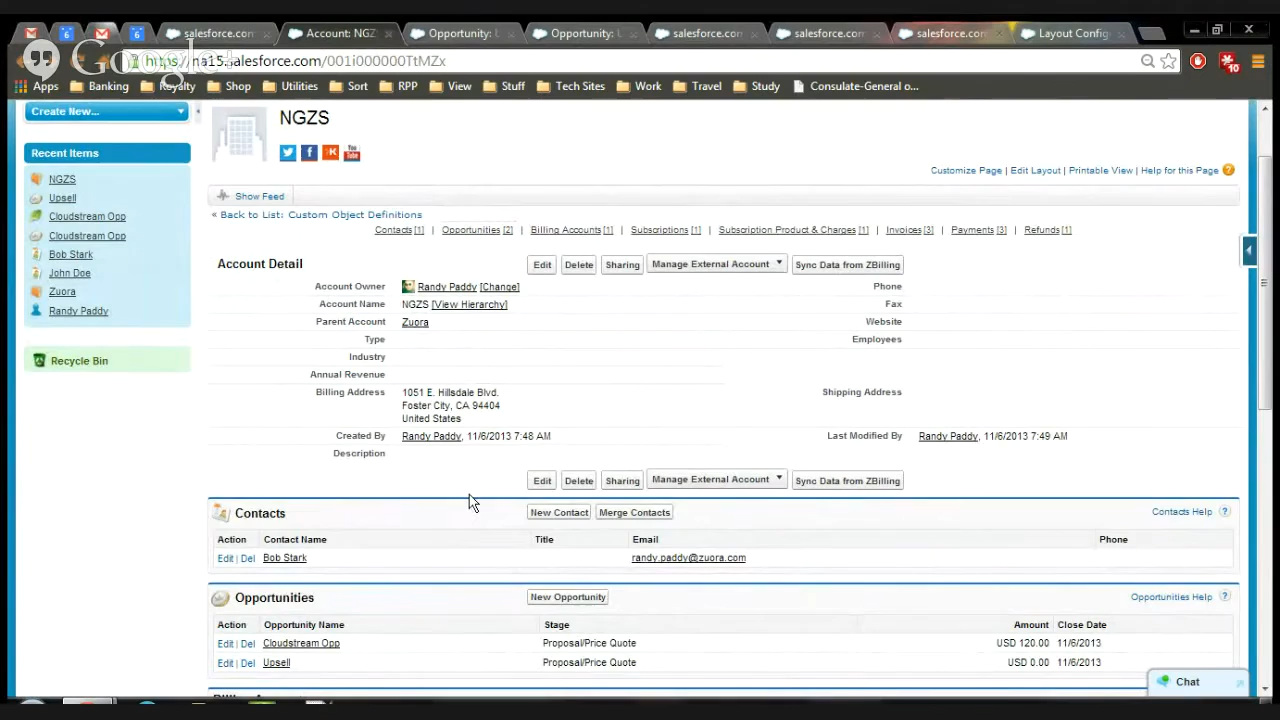 salesforce.com
Account: NGZ
Opportunity: U
Opportunity: U
salesforce.con
salesforce.con
salesforce.con
Layout Config
Google+
https://na15.salesforce.com/001i000000TtMZx
Apps Banking Royalty Shop Utilities Sort RPP View Stuff Tech Sites Work Travel Study Consulate-General o...
10
Create New...
Recent Items
NGZS
Upsell
Cloudstream Opp
Cloudstream Opp
Bob Stark
John Doe
Zuora
Randy Paddy
Recycle Bin
NGZS
Customize Page | Edit Layout | Printable View | Help for this Page
Show Feed
« Back to List: Custom Object Definitions
Contacts [1] | Opportunities [2] | Billing Accounts [1] | Subscriptions [1] | Subscription Product & Charges [1] | Invoices [3] | Payments [3] | Refunds [1]
Account Detail Edit Delete Sharing Manage External Account Sync Data from ZBilling
Account Owner Randy Paddy [Change] Phone
Account Name NGZS [View Hierarchy] Fax
Parent Account Zuora Website
Type Employees
Industry
Annual Revenue
Billing Address 1051 E. Hillsdale Blvd. Shipping Address
Foster City, CA 94404
United States
Created By Randy Paddy, 11/6/2013 7:48 AM Last Modified By Randy Paddy, 11/6/2013 7:49 AM
Description
Edit Delete Sharing Manage External Account Sync Data from ZBilling
Contacts New Contact Merge Contacts Contacts Help
Action Contact Name Title Email Phone
Edit | Del Bob Stark randy.paddy@zuora.com
Opportunities New Opportunity Opportunities Help
Action Opportunity Name Stage Amount Close Date
Edit | Del Cloudstream Opp Proposal/Price Quote USD 120.00 11/6/2013
Edit | Del Upsell Proposal/Price Quote USD 0.00 11/6/2013
Chat